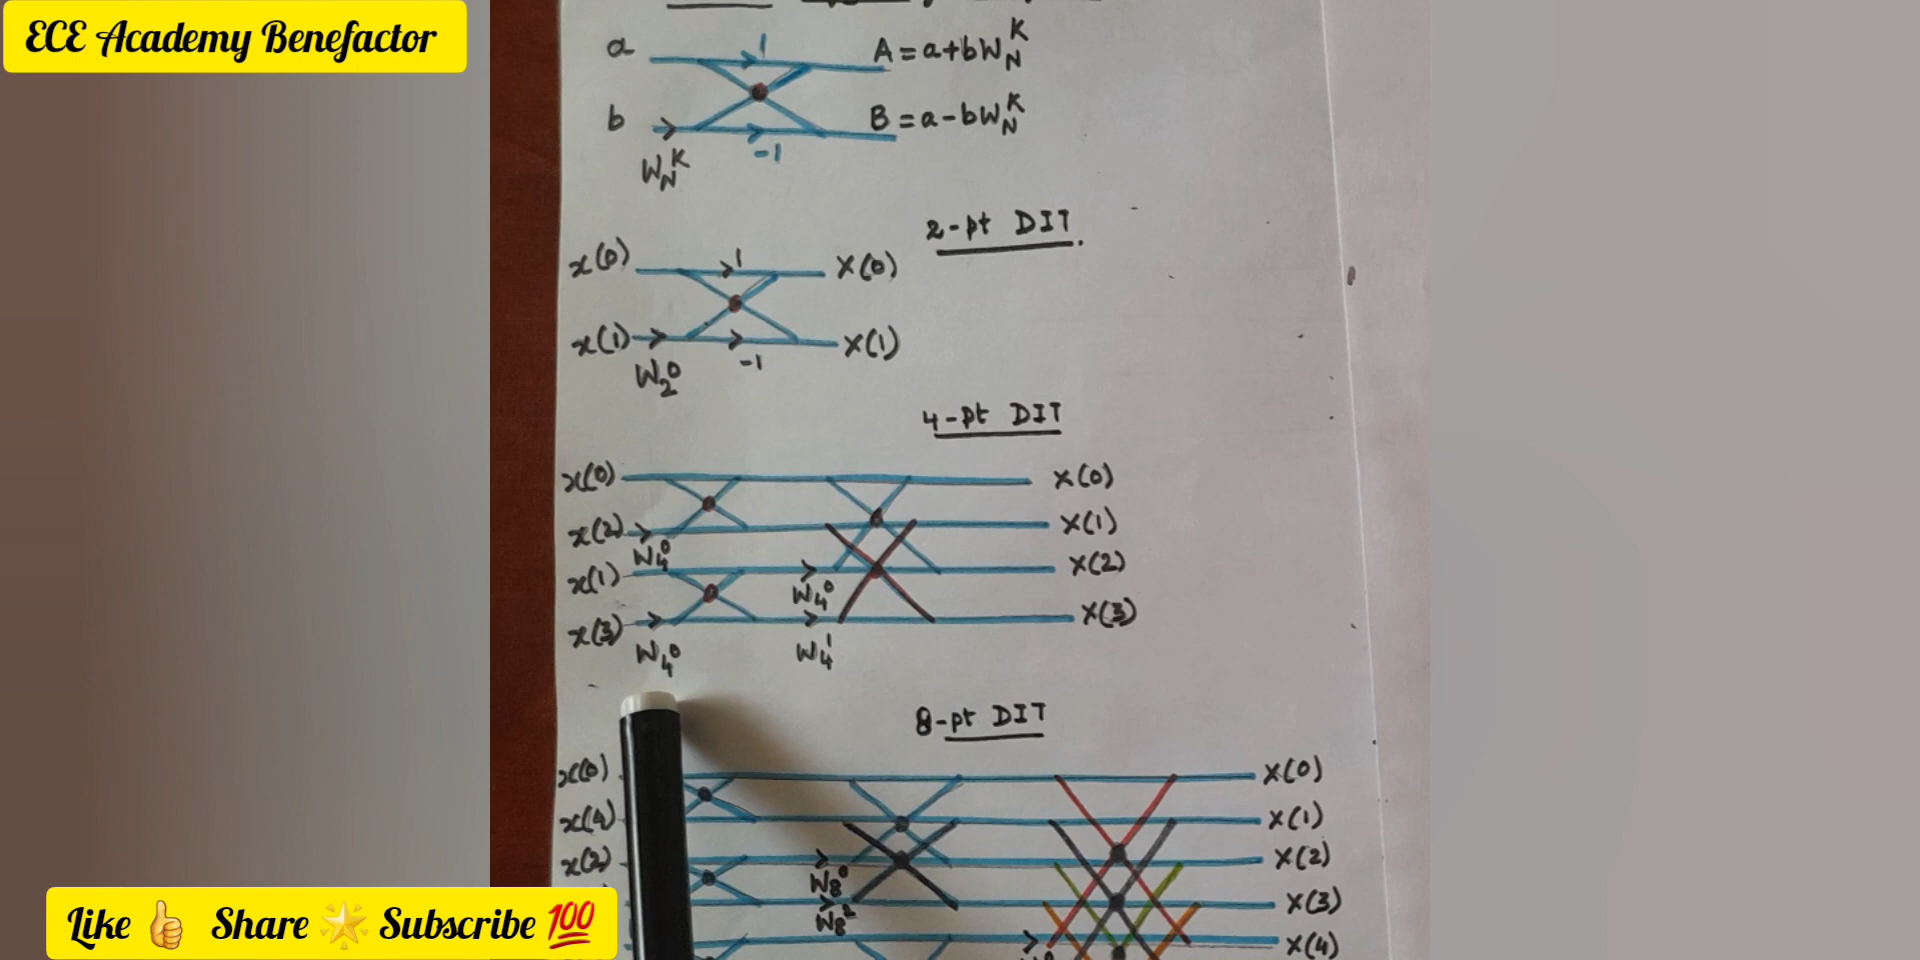 ECE Academy Benefactor
a 1 A = a+bW_N^K
b -1 B = a-bW_N^K
W_N^K
2-pt DIT
x(0) 1 X(0)
x(1) -1 X(1)
W_2^0
4-pt DIT
x(0) X(0)
x(2) X(1)
W_4^0
x(1) W_4^0 X(2)
x(3) X(3)
W_4^0 W_4^1
8-pt DIT
x(0) X(0)
x(4) X(1)
x(2) X(2)
W_8^0
X(3)
W_8^2
X(4)
Like 👍 Share 🌟 Subscribe 💯